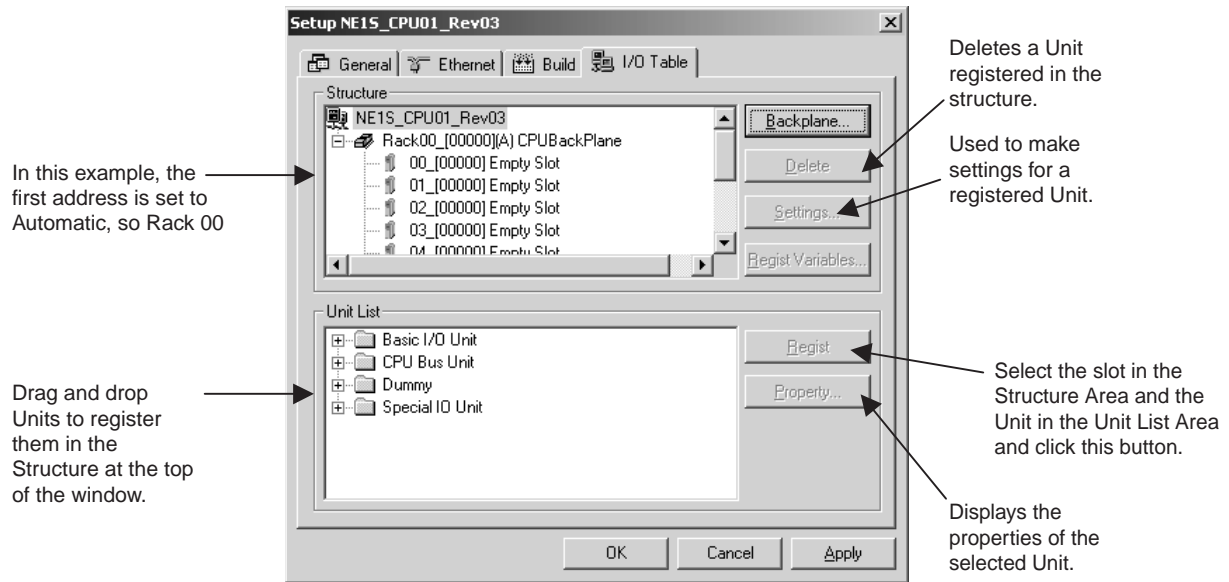 Setup NE1S_CPU01_Rev03
General
Ethernet
Build
I/O Table
Structure
NE1S_CPU01_Rev03
Rack00_[00000](A) CPUBackPlane
00_[00000] Empty Slot
01_[00000] Empty Slot
02_[00000] Empty Slot
03_[00000] Empty Slot
04_[00000] Empty Slot
Backplane...
Delete
Settings...
Regist Variables...
Unit List
Basic I/O Unit
CPU Bus Unit
Dummy
Special IO Unit
Regist
Property...
OK
Cancel
Apply
In this example, the
first address is set to
Automatic, so Rack 00
Drag and drop
Units to register
them in the
Structure at the top
of the window.
Deletes a Unit
registered in the
structure.
Used to make
settings for a
registered Unit.
Select the slot in the
Structure Area and the
Unit in the Unit List Area
and click this button.
Displays the
properties of the
selected Unit.